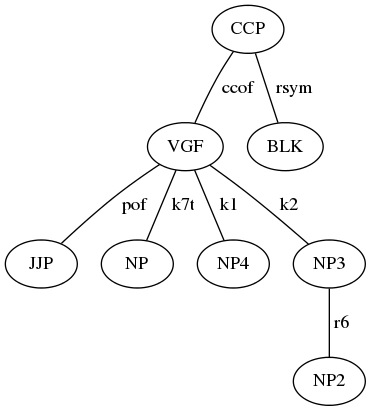 CCP
ccof rsym
VGF BLK
pof k7t k1 k2
JJP NP NP4 NP3
r6
NP2